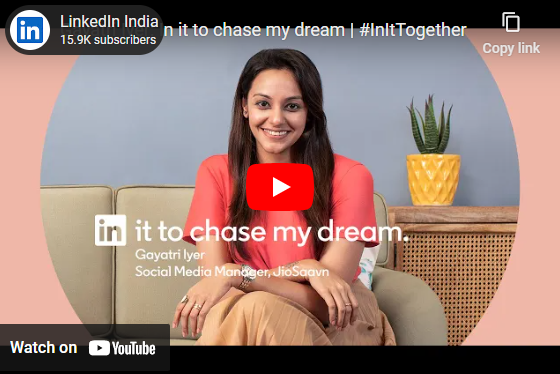 LinkedIn India
15.9K subscribers
n it to chase my dream | #InItTogether
Copy link
in it to chase my dream.
Gayatri Iyer
Social Media Manager, JioSaavn
Watch on YouTube